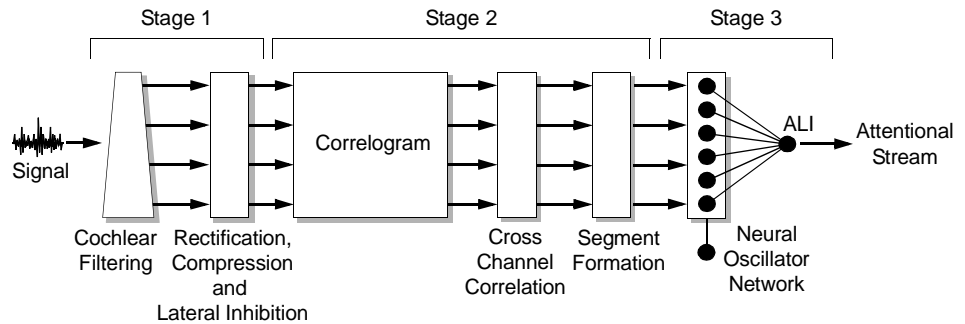 Stage 1
Stage 2
Stage 3
Signal
Correlogram
ALI
Attentional
Stream
Cochlear
Filtering
Rectification,
Compression
and
Lateral Inhibition
Cross
Channel
Correlation
Segment
Formation
Neural
Oscillator
Network